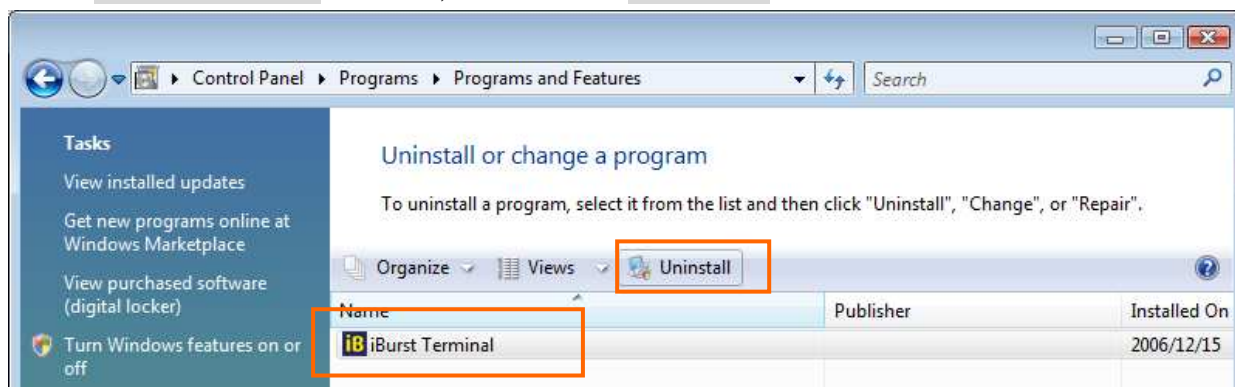 Control Panel ▸ Programs ▸ Programs and Features
Search
Tasks
View installed updates
Get new programs online at
Windows Marketplace
View purchased software
(digital locker)
Turn Windows features on or
off
Uninstall or change a program
To uninstall a program, select it from the list and then click "Uninstall", "Change", or "Repair".
Organize Views Uninstall
Name Publisher Installed On
iB iBurst Terminal 2006/12/15